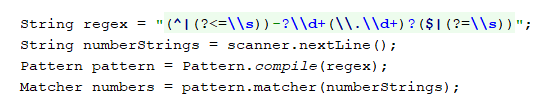 String regex = "(^|(?<=\\s))-?\\d+(\\.\\d+)?($|(?=\\s))";
String numberStrings = scanner.nextLine();
Pattern pattern = Pattern.compile(regex);
Matcher numbers = pattern.matcher(numberStrings);